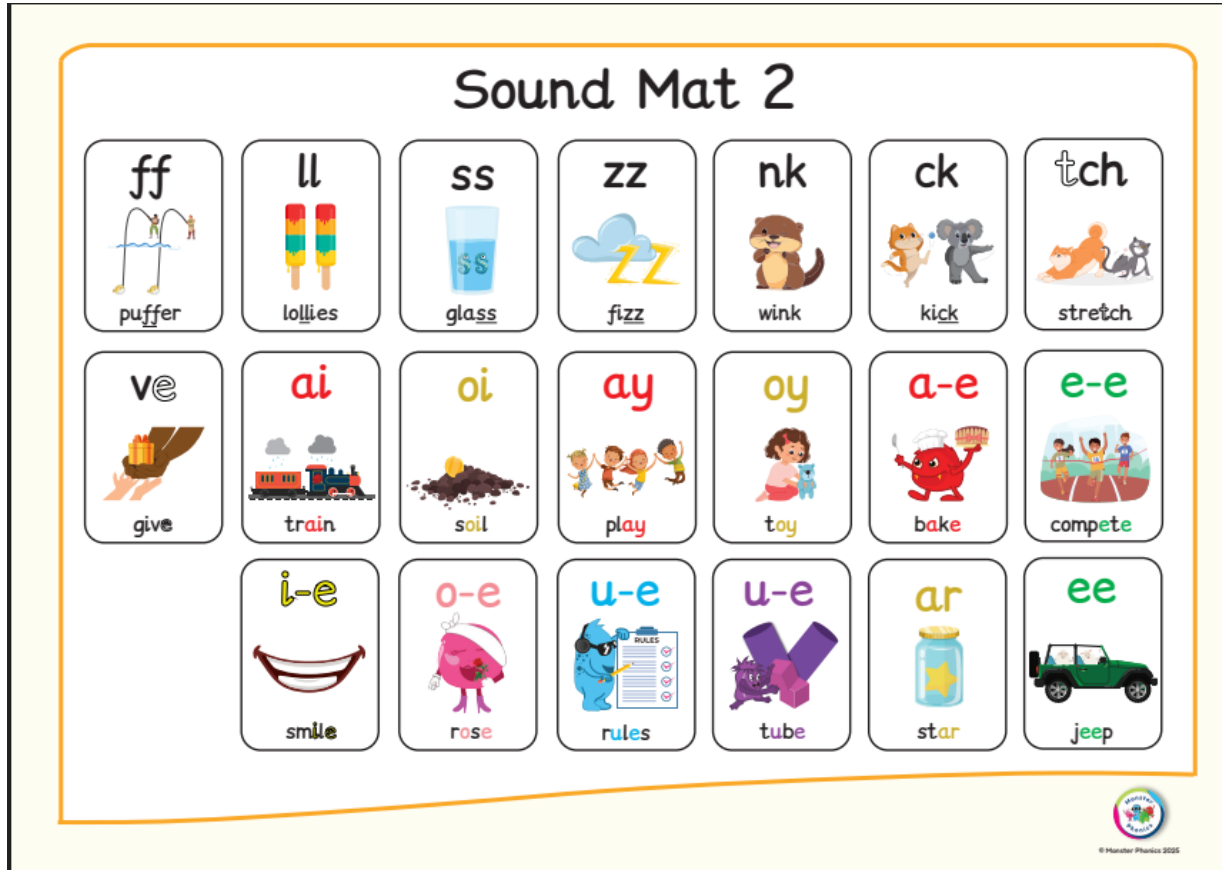 Sound Mat 2
ff ll ss zz nk ck tch
puffer lollies glass fizz wink kick stretch
ve ai oi ay oy a-e e-e
give train soil play toy bake compete
i-e o-e u-e u-e ar ee
RULES
smile rose rules tube star jeep
Monster
Phonics
© Monster Phonics 2025